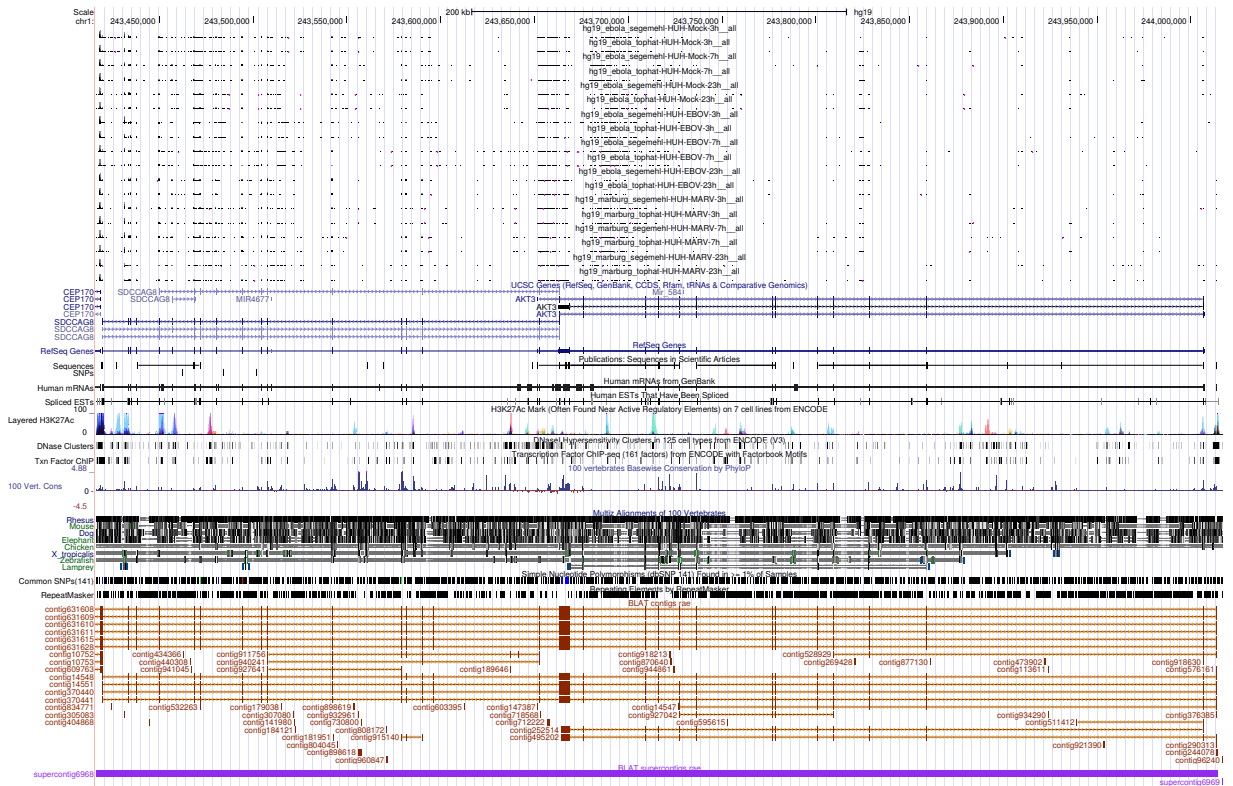 Scale 200 kb hg19
chr1: 243,450,000 243,500,000 243,550,000 243,600,000 243,650,000 243,700,000 243,750,000 243,800,000 243,850,000 243,900,000 243,950,000 244,000,000
hg19_ebola_segemehl-HUH-Mock-3h__all
hg19_ebola_tophat-HUH-Mock-3h__all
hg19_ebola_segemehl-HUH-Mock-7h__all
hg19_ebola_tophat-HUH-Mock-7h__all
hg19_ebola_segemehl-HUH-Mock-23h__all
hg19_ebola_tophat-HUH-Mock-23h__all
hg19_ebola_segemehl-HUH-EBOV-3h__all
hg19_ebola_tophat-HUH-EBOV-3h__all
hg19_ebola_segemehl-HUH-EBOV-7h__all
hg19_ebola_tophat-HUH-EBOV-7h__all
hg19_ebola_segemehl-HUH-EBOV-23h__all
hg19_ebola_tophat-HUH-EBOV-23h__all
hg19_marburg_segemehl-HUH-MARV-3h__all
hg19_marburg_tophat-HUH-MARV-3h__all
hg19_marburg_segemehl-HUH-MARV-7h__all
hg19_marburg_tophat-HUH-MARV-7h__all
hg19_marburg_segemehl-HUH-MARV-23h__all
hg19_marburg_tophat-HUH-MARV-23h__all
UCSC Genes (RefSeq, GenBank, CCDS, Rfam, tRNAs & Comparative Genomics)
CEP170 SDCCAG8 Mir_584
CEP170 SDCCAG8 MIR4677 AKT3
CEP170 AKT3
CEP170 AKT3
SDCCAG8
SDCCAG8
SDCCAG8
RefSeq Genes
RefSeq Genes
Publications: Sequences in Scientific Articles
Sequences
SNPs
Human mRNAs from GenBank
Human mRNAs
Human ESTs That Have Been Spliced
Spliced ESTs
100
H3K27Ac Mark (Often Found Near Active Regulatory Elements) on 7 cell lines from ENCODE
Layered H3K27Ac
0
DNaseI Hypersensitivity Clusters in 125 cell types from ENCODE (V3)
DNase Clusters
Transcription Factor ChIP-seq (161 factors) from ENCODE with Factorbook Motifs
Txn Factor ChIP
4.88
100 vertebrates Basewise Conservation by PhyloP
100 Vert. Cons
0 -
-4.5
Multiz Alignments of 100 Vertebrates
Rhesus
Mouse
Dog
Elephant
Chicken
X_tropicalis
Zebrafish
Lamprey
Simple Nucleotide Polymorphisms (dbSNP 141) Found in >= 1% of Samples
Common SNPs(141)
Repeating Elements by RepeatMasker
RepeatMasker
BLAT contigs rae
contig631608
contig631609
contig631610
contig631611
contig631615
contig631628
contig10752 contig434366 contig911756 contig918213 contig528929
contig10753 contig440308 contig940241 contig870640 contig269428 contig877130 contig473902 contig918630
contig609763 contig941045 contig927641 contig189646 contig944861 contig113611 contig576161
contig14548
contig14551
contig370440
contig370441
contig834771 contig532263 contig179038 contig898619 contig603395 contig147387 contig14547
contig305083 contig307080 contig932961 contig718568 contig927042 contig934290 contig376385
contig404868 contig141980 contig730800 contig712222 contig595615 contig511412
contig184121 contig808172 contig252514
contig181951 contig915140 contig495202
contig804045 contig921390 contig290313
contig898618 contig244078
contig960847 contig96240
BLAT supercontigs rae
supercontig6968
supercontig6969